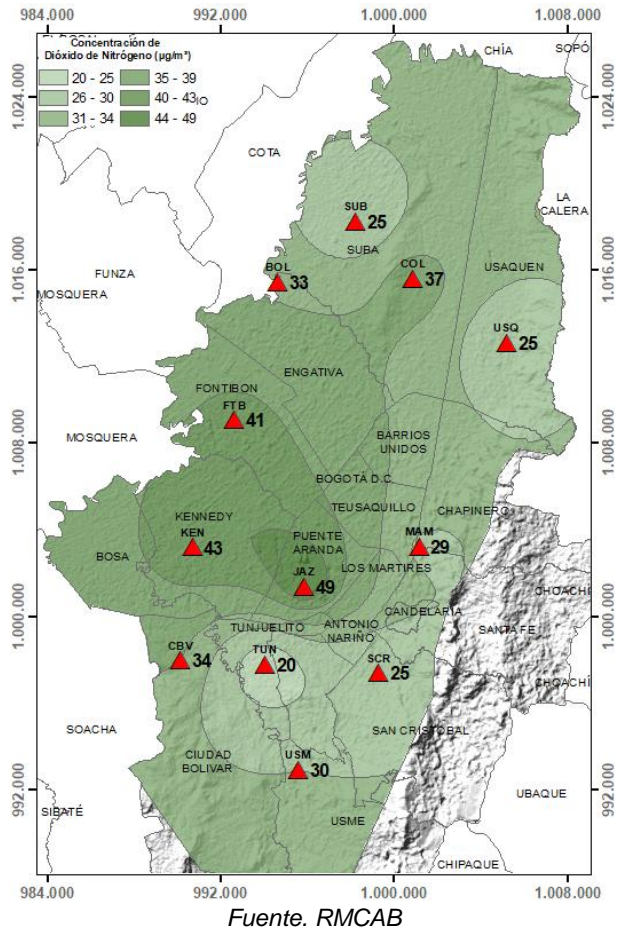 984.000 992.000 1.000.000 1.008.000
Concentración de
Dióxido de Nitrógeno (µg/m³)
20 - 25 35 - 39
26 - 30 40 - 43 IO
31 - 34 44 - 49
CHÍA SOPÓ
1.024.000 1.024.000
COTA
LA
CALERA
SUB
25
SUBA
1.016.000 1.016.000
FUNZA
MOSQUERA
BOL
33
COL
37
USAQUEN
USQ
25
ENGATIVA
FONTIBON
FTB
41
1.008.000 1.008.000
MOSQUERA
BARRIOS
UNIDOS
BOGOTÁ D.C.
TEUSAQUILLO
CHAPINERO
KENNEDY
KEN
43
PUENTE
ARANDA
MAM
29
BOSA
JAZ
49
LOS MARTIRES
CHOACHÍ
1.000.000 1.000.000
CANDELARIA
SANTA FE
TUNJUELITO
ANTONIO
NARIÑO
CBV
34
TUN
20
SCR
25
CHOACHÍ
SOACHA
SAN CRISTOBAL
CIUDAD
BOLIVAR
USM
30
992.000 992.000
UBAQUE
SIBATÉ
USME
CHIPAQUE
984.000 992.000 1.000.000 1.008.000
Fuente. RMCAB